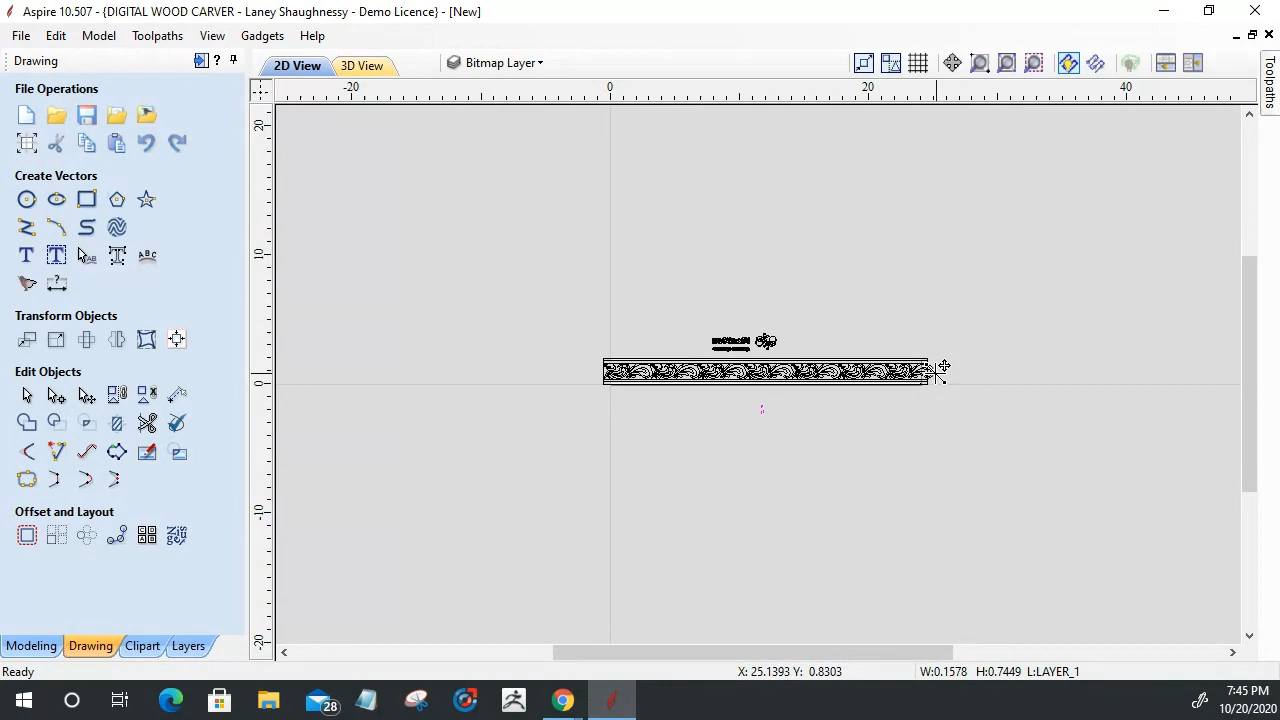 Aspire 10.507 - {DIGITAL WOOD CARVER - Laney Shaughnessy - Demo Licence} - [New]
File Edit Model Toolpaths View Gadgets Help
Drawing
2D View 3D View Bitmap Layer
Toolpaths
File Operations
-20 0 20 40
20
10
0
-10
-20
Create Vectors
Transform Objects
Edit Objects
Offset and Layout
Modeling Drawing Clipart Layers
Ready X: 25.1393 Y: 0.8303 W:0.1578 H:0.7449 L:LAYER_1
28
7:45 PM
10/20/2020